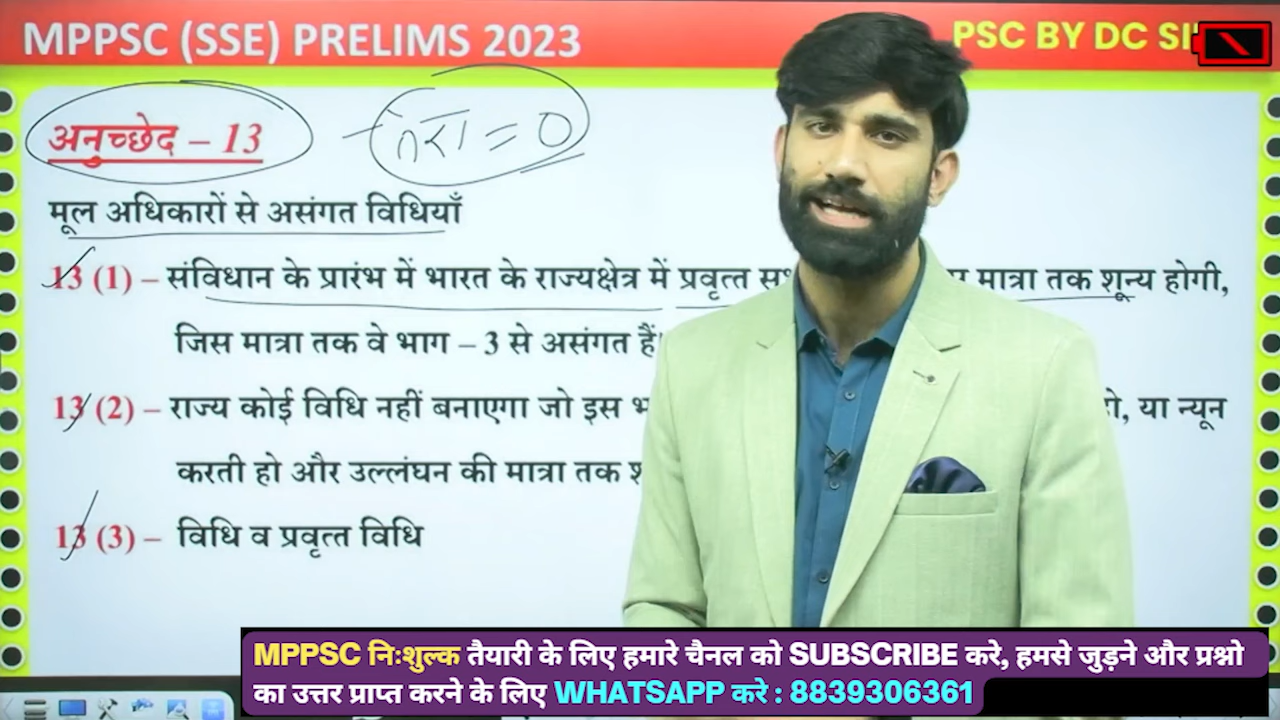 MPPSC (SSE) PRELIMS 2023
PSC BY DC
अनुच्छेद – 13
= 0
मूल अधिकारों से असंगत विधियाँ
13 (1) – संविधान के प्रारंभ में भारत के राज्यक्षेत्र में प्रवृत्त मात्रा तक शून्य होगी,
जिस मात्रा तक वे भाग – 3 से असंगत हैं
13 (2) – राज्य कोई विधि नहीं बनाएगा जो इस या न्यून
करती हो और उल्लंघन की मात्रा तक
13 (3) – विधि व प्रवृत्त विधि
MPPSC निःशुल्क तैयारी के लिए हमारे चैनल को SUBSCRIBE करे, हमसे जुड़ने और प्रश्नो
का उत्तर प्राप्त करने के लिए WHATSAPP करे : 8839306361